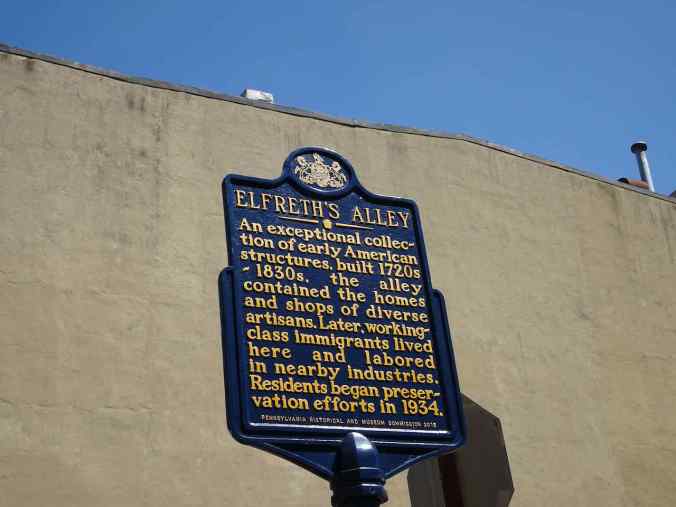 ELFRETH'S ALLEY
An exceptional collec-
tion of early American
structures, built 1720s
- 1830s, the alley
contained the homes
and shops of diverse
artisans. Later, working-
class immigrants lived
here and labored
in nearby industries.
Residents began preser-
vation efforts in 1934.
PENNSYLVANIA HISTORICAL AND MUSEUM COMMISSION